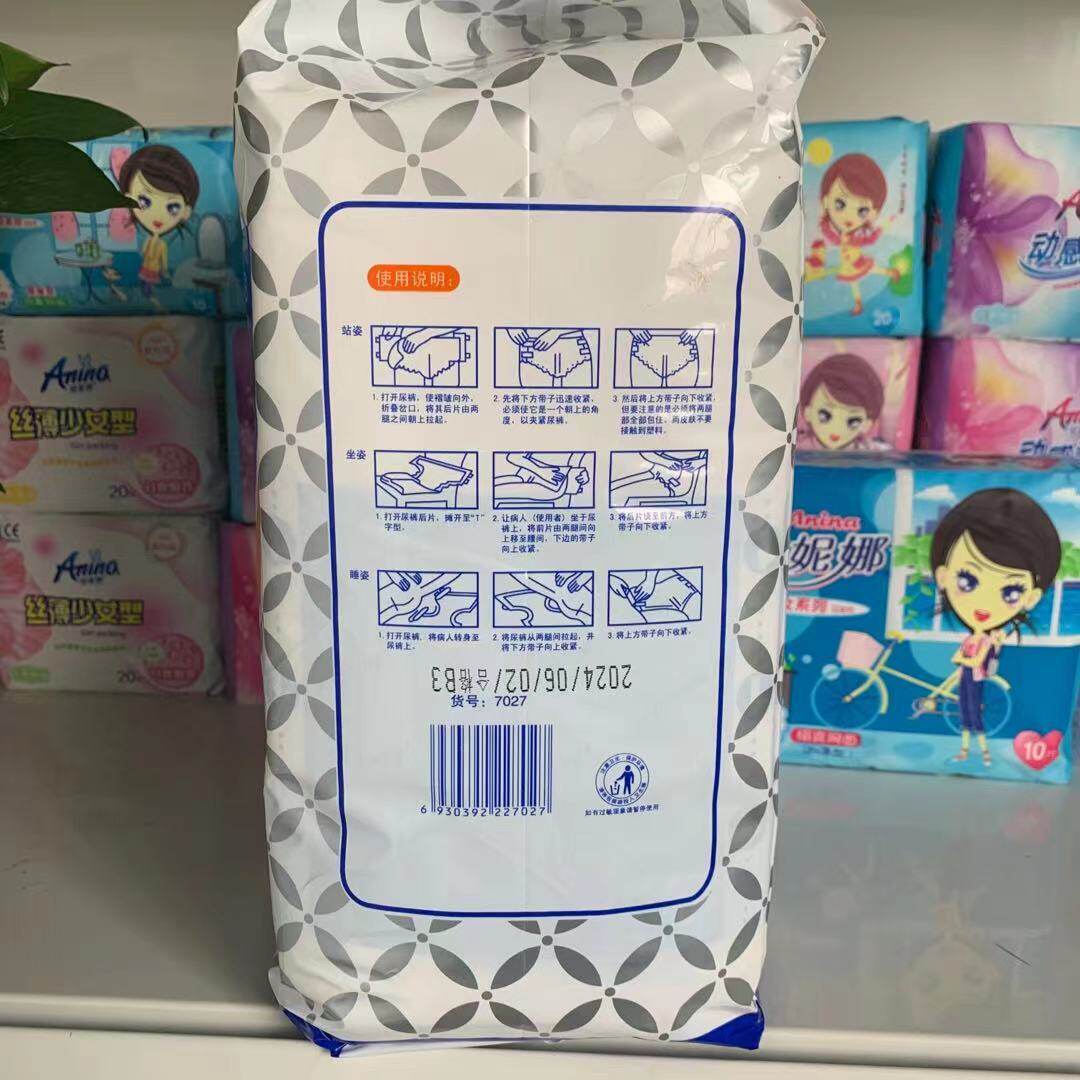 使用说明:
站姿
1. 打开尿裤, 使褶皱向外,
折叠岔口, 将其后片由两
腿之间朝上拉起。
2. 先将下方带子迅速收紧,
必须使它是一个朝上的角
度, 以夹紧尿裤。
3. 然后将上方带子向下收紧,
但要注意的是必须将两腿
部全部包住, 而皮肤不要
接触到塑料。
坐姿
1. 打开尿裤后片, 摊开呈"T"
字型。
2. 让病人 (使用者) 坐于尿
裤上, 将前片由两腿间向
上移至腰间, 下边的带子
向上收紧。
3. 将后片拔至前方, 将上方
带子向下收紧。
睡姿
1. 打开尿裤, 将病人转身至
尿裤上。
2. 将尿裤从两腿间拉起, 并
将下方带子向上收紧。
3. 将上方带子向下收紧。
2024/06/02/合格B3
货号: 7027
6 930392 227027
如有过敏现象请暂停使用
Anina
丝薄少女型
20
Anina
丝薄少女型
20
20
动感
动感
Anina
妮娜
10片